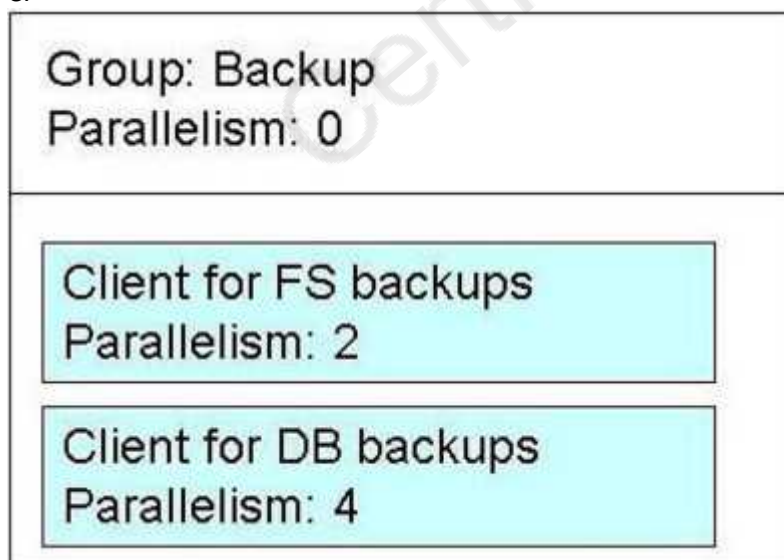 Group: Backup
Parallelism: 0
Client for FS backups
Parallelism: 2
Client for DB backups
Parallelism: 4